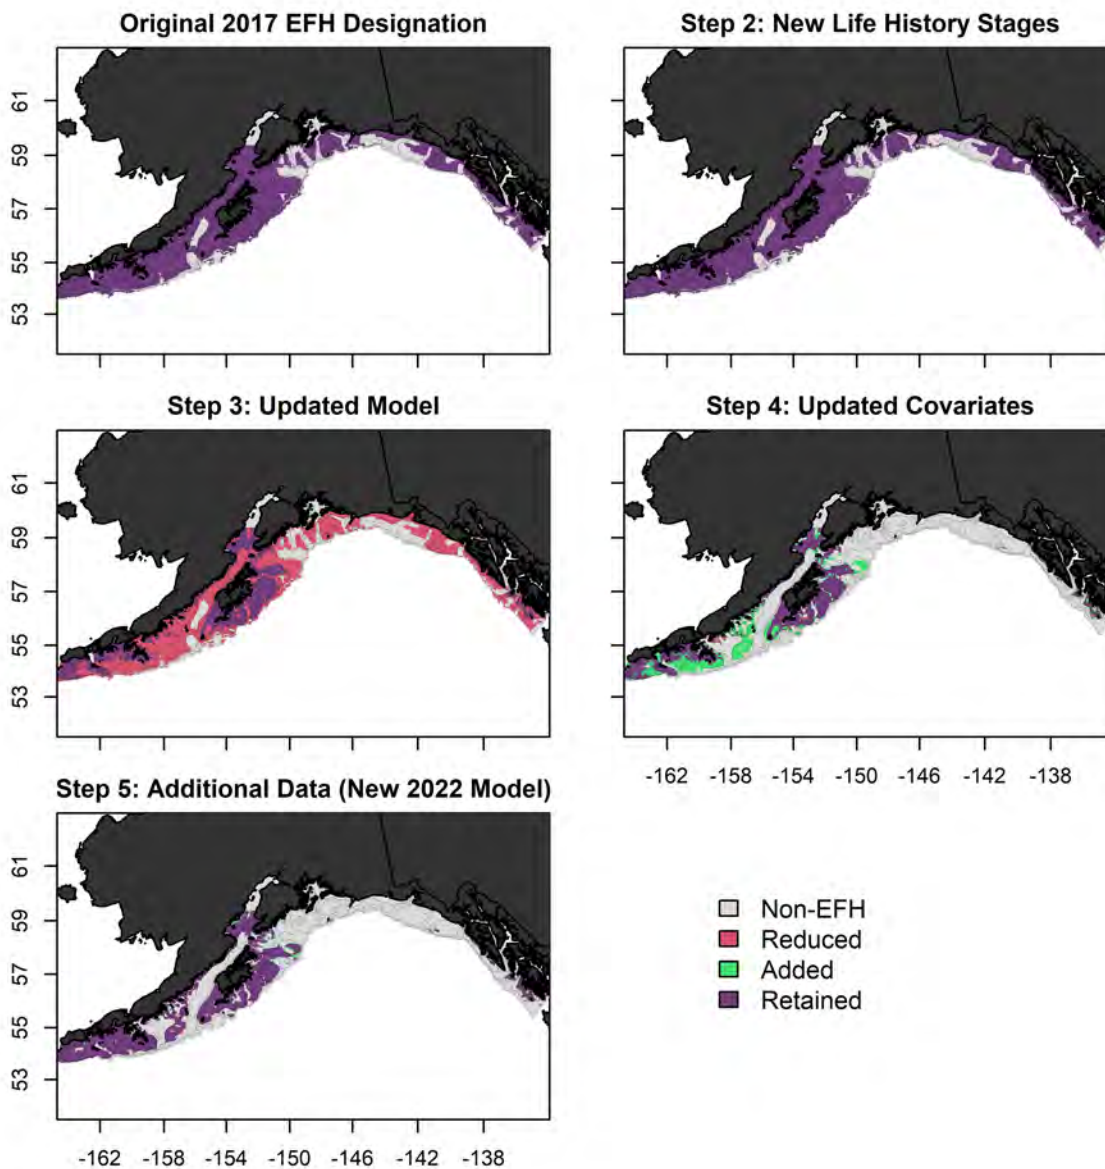 Original 2017 EFH Designation
Step 2: New Life History Stages
61
59
57
55
53
Step 3: Updated Model
Step 4: Updated Covariates
61
59
57
55
53
-162 -158 -154 -150 -146 -142 -138
Step 5: Additional Data (New 2022 Model)
61
59
57
55
53
Non-EFH
Reduced
Added
Retained
-162 -158 -154 -150 -146 -142 -138